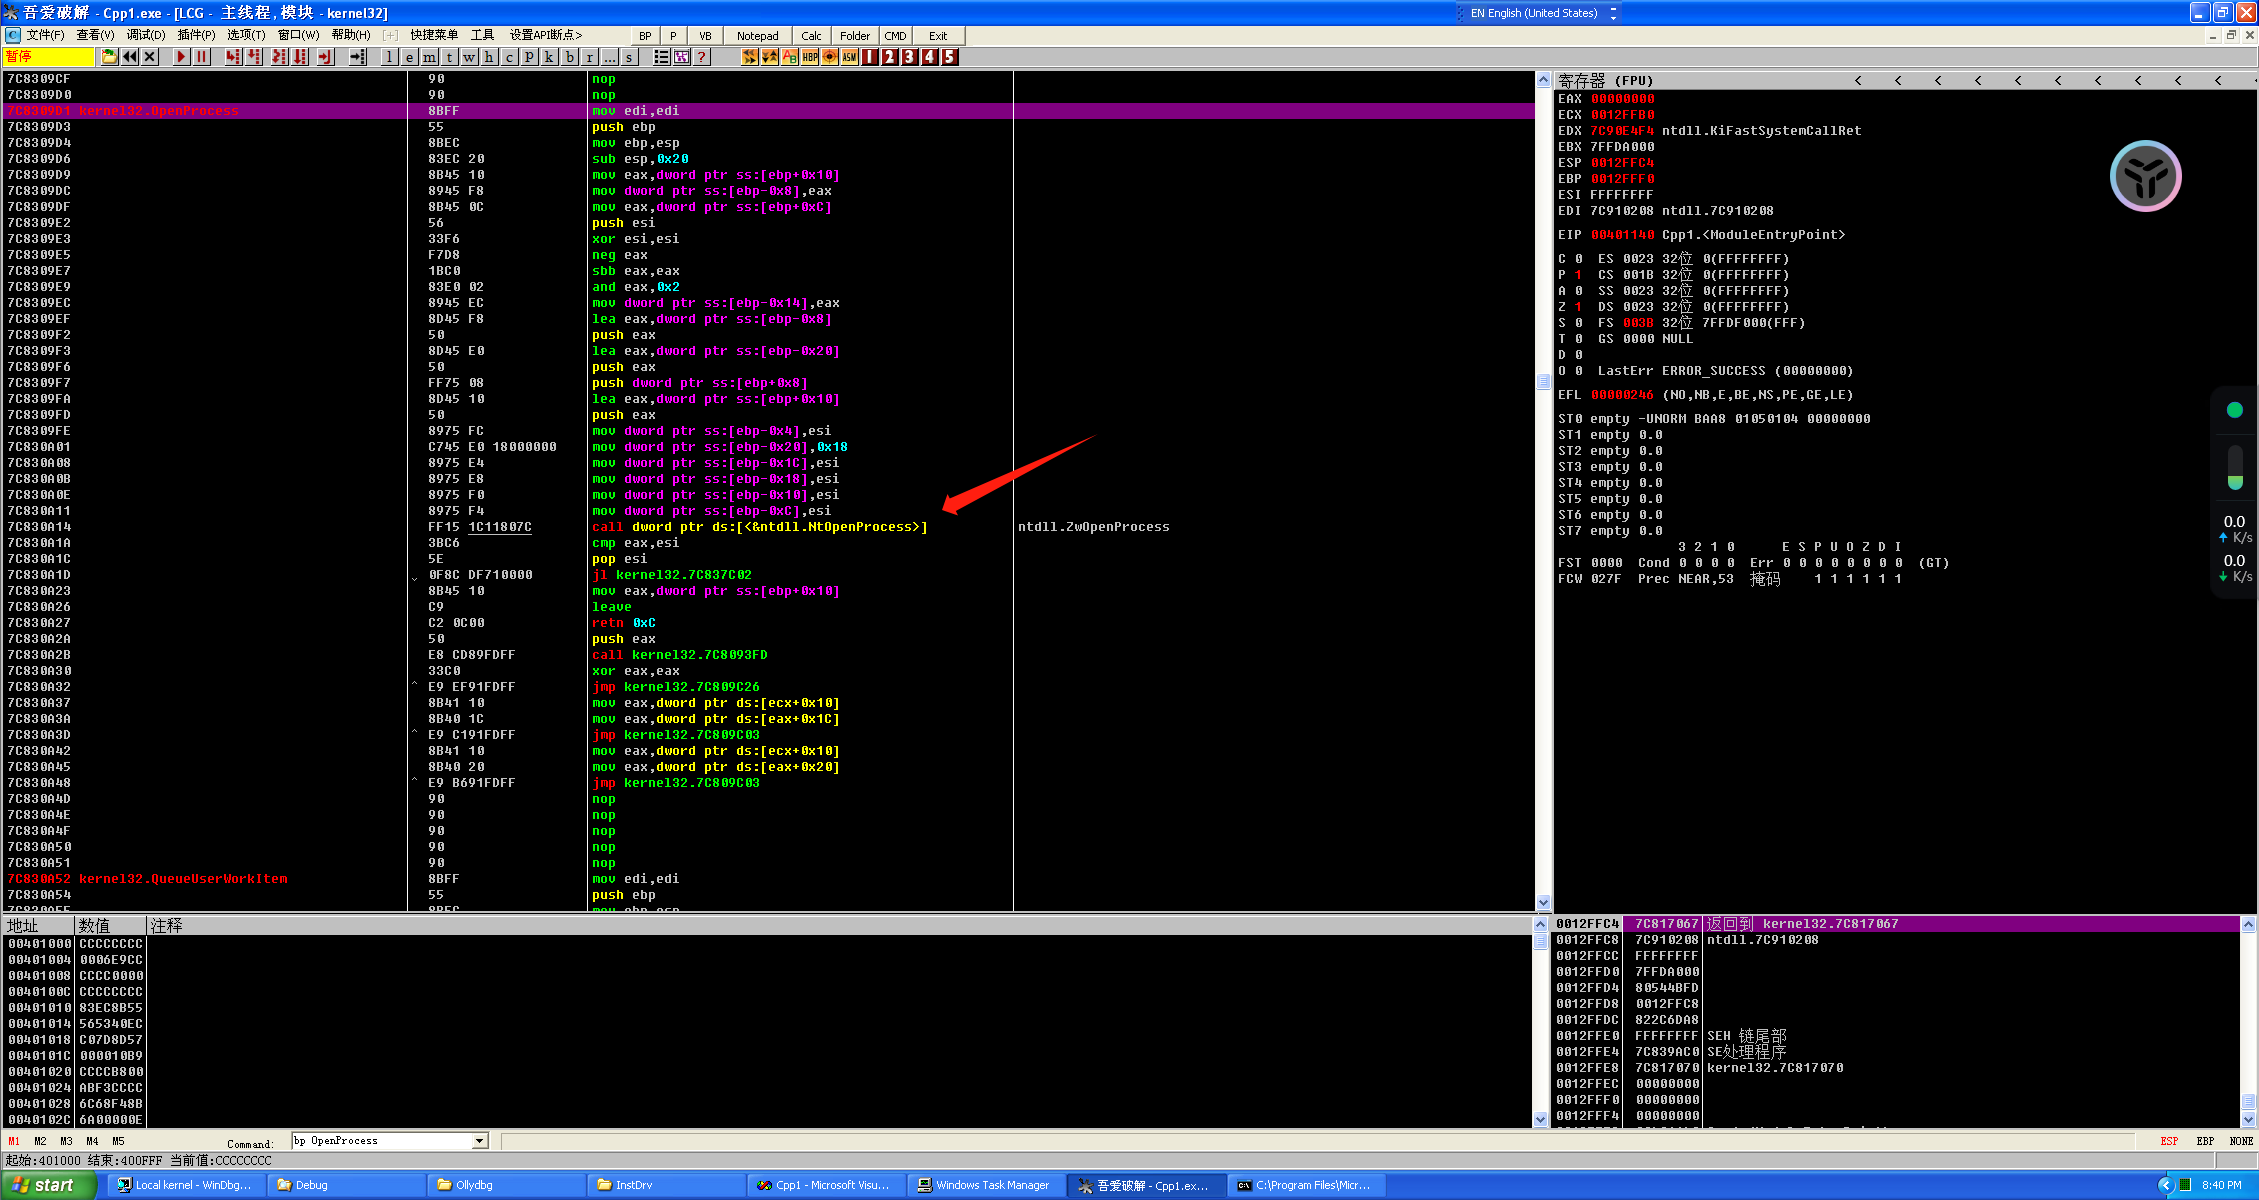 吾爱破解 - Cpp1.exe - [LCG - 主线程, 模块 - kernel32]
EN English (United States)
文件(F) 查看(V) 调试(D) 插件(P) 选项(T) 窗口(W) 帮助(H) [+] 快捷菜单 工具 设置API断点>
BP P VB Notepad Calc Folder CMD Exit
暂停 l e m t w h c p k b r ... s ? HBP ASM 1 2 3 4 5
7C8309CF 90 nop
7C8309D0 90 nop
7C8309D1 kernel32.OpenProcess 8BFF mov edi,edi
7C8309D3 55 push ebp
7C8309D4 8BEC mov ebp,esp
7C8309D6 83EC 20 sub esp,0x20
7C8309D9 8B45 10 mov eax,dword ptr ss:[ebp+0x10]
7C8309DC 8945 F8 mov dword ptr ss:[ebp-0x8],eax
7C8309DF 8B45 0C mov eax,dword ptr ss:[ebp+0xC]
7C8309E2 56 push esi
7C8309E3 33F6 xor esi,esi
7C8309E5 F7D8 neg eax
7C8309E7 1BC0 sbb eax,eax
7C8309E9 83E0 02 and eax,0x2
7C8309EC 8945 EC mov dword ptr ss:[ebp-0x14],eax
7C8309EF 8D45 F8 lea eax,dword ptr ss:[ebp-0x8]
7C8309F2 50 push eax
7C8309F3 8D45 E0 lea eax,dword ptr ss:[ebp-0x20]
7C8309F6 50 push eax
7C8309F7 FF75 08 push dword ptr ss:[ebp+0x8]
7C8309FA 8D45 10 lea eax,dword ptr ss:[ebp+0x10]
7C8309FD 50 push eax
7C8309FE 8975 FC mov dword ptr ss:[ebp-0x4],esi
7C830A01 C745 E0 18000000 mov dword ptr ss:[ebp-0x20],0x18
7C830A08 8975 E4 mov dword ptr ss:[ebp-0x1C],esi
7C830A0B 8975 E8 mov dword ptr ss:[ebp-0x18],esi
7C830A0E 8975 F0 mov dword ptr ss:[ebp-0x10],esi
7C830A11 8975 F4 mov dword ptr ss:[ebp-0xC],esi
7C830A14 FF15 1C11807C call dword ptr ds:[<&ntdll.NtOpenProcess>] ntdll.ZwOpenProcess
7C830A1A 3BC6 cmp eax,esi
7C830A1C 5E pop esi
7C830A1D 0F8C DF710000 jl kernel32.7C837C02
7C830A23 8B45 10 mov eax,dword ptr ss:[ebp+0x10]
7C830A26 C9 leave
7C830A27 C2 0C00 retn 0xC
7C830A2A 50 push eax
7C830A2B E8 CD89FDFF call kernel32.7C8093FD
7C830A30 33C0 xor eax,eax
7C830A32 E9 EF91FDFF jmp kernel32.7C809C26
7C830A37 8B41 10 mov eax,dword ptr ds:[ecx+0x10]
7C830A3A 8B40 1C mov eax,dword ptr ds:[eax+0x1C]
7C830A3D E9 C191FDFF jmp kernel32.7C809C03
7C830A42 8B41 10 mov eax,dword ptr ds:[ecx+0x10]
7C830A45 8B40 20 mov eax,dword ptr ds:[eax+0x20]
7C830A48 E9 B691FDFF jmp kernel32.7C809C03
7C830A4D 90 nop
7C830A4E 90 nop
7C830A4F 90 nop
7C830A50 90 nop
7C830A51 90 nop
7C830A52 kernel32.QueueUserWorkItem 8BFF mov edi,edi
7C830A54 55 push ebp
寄存器 (FPU) < < < < < < < < < <
EAX 00000000
ECX 0012FFB0
EDX 7C90E4F4 ntdll.KiFastSystemCallRet
EBX 7FFDA000
ESP 0012FFC4
EBP 0012FFF0
ESI FFFFFFFF
EDI 7C910208 ntdll.7C910208
EIP 00401140 Cpp1.<ModuleEntryPoint>
C 0 ES 0023 32位 0(FFFFFFFF)
P 1 CS 001B 32位 0(FFFFFFFF)
A 0 SS 0023 32位 0(FFFFFFFF)
Z 1 DS 0023 32位 0(FFFFFFFF)
S 0 FS 003B 32位 7FFDF000(FFF)
T 0 GS 0000 NULL
D 0
O 0 LastErr ERROR_SUCCESS (00000000)
EFL 00000246 (NO,NB,E,BE,NS,PE,GE,LE)
ST0 empty -UNORM BAA8 01050104 00000000
ST1 empty 0.0
ST2 empty 0.0
ST3 empty 0.0
ST4 empty 0.0
ST5 empty 0.0
ST6 empty 0.0
ST7 empty 0.0
3 2 1 0 E S P U O Z D I
FST 0000 Cond 0 0 0 0 Err 0 0 0 0 0 0 0 0 (GT)
FCW 027F Prec NEAR,53 掩码 1 1 1 1 1 1
0.0
K/s
0.0
K/s
地址 数值 注释
00401000 CCCCCCCC
00401004 0006E9CC
00401008 CCCC0000
0040100C CCCCCCCC
00401010 83EC8B55
00401014 565340EC
00401018 C07D8D57
0040101C 000010B9
00401020 CCCCB800
00401024 ABF3CCCC
00401028 6C68F48B
0040102C 6A00000E
0012FFC4 7C817067 返回到 kernel32.7C817067
0012FFC8 7C910208 ntdll.7C910208
0012FFCC FFFFFFFF
0012FFD0 7FFDA000
0012FFD4 80544BFD
0012FFD8 0012FFC8
0012FFDC 822C6DA8
0012FFE0 FFFFFFFF SEH 链尾部
0012FFE4 7C839AC0 SE处理程序
0012FFE8 7C817070 kernel32.7C817070
0012FFEC 00000000
0012FFF0 00000000
0012FFF4 00000000
M1 M2 M3 M4 M5 Command: bp OpenProcess ESP EBP NONE
起始:401000 结束:400FFF 当前值:CCCCCCCC
start Local kernel - WinDbg... Debug Ollydbg InstDrv Cpp1 - Microsoft Visu... Windows Task Manager 吾爱破解 - Cpp1.ex... C:\Program Files\Micr... 8:40 PM